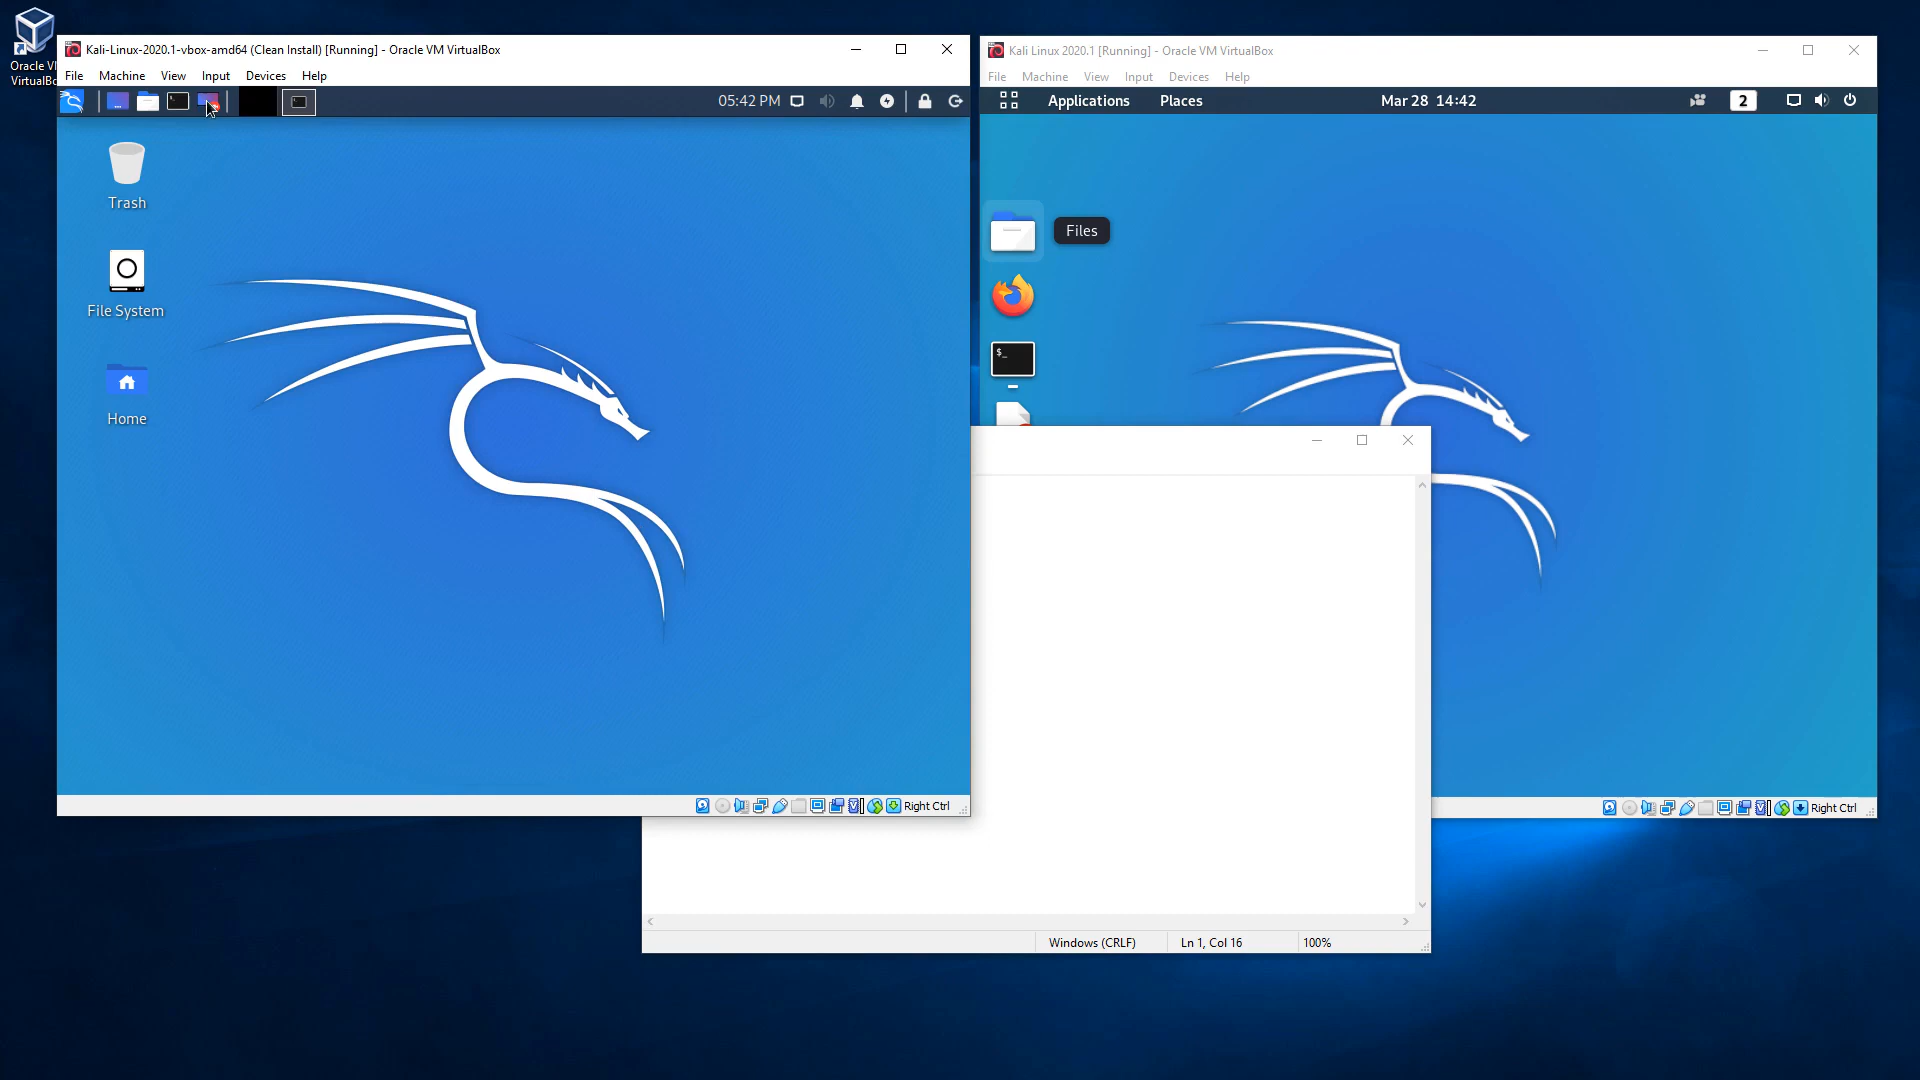 Oracle VM
VirtualBo
Kali-Linux-2020.1-vbox-amd64 (Clean Install) [Running] - Oracle VM VirtualBox
File Machine View Input Devices Help
05:42 PM
Trash
File System
Home
Right Ctrl
Kali Linux 2020.1 [Running] - Oracle VM VirtualBox
File Machine View Input Devices Help
Applications Places Mar 28 14:42 2
Files
$_
Right Ctrl
Windows (CRLF) Ln 1, Col 16 100%